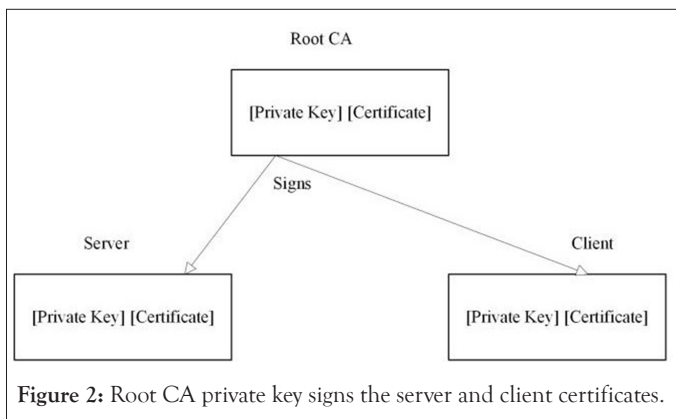 Root CA
[Private Key] [Certificate]
Signs
Server
Client
[Private Key] [Certificate]
[Private Key] [Certificate]
Figure 2: Root CA private key signs the server and client certificates.